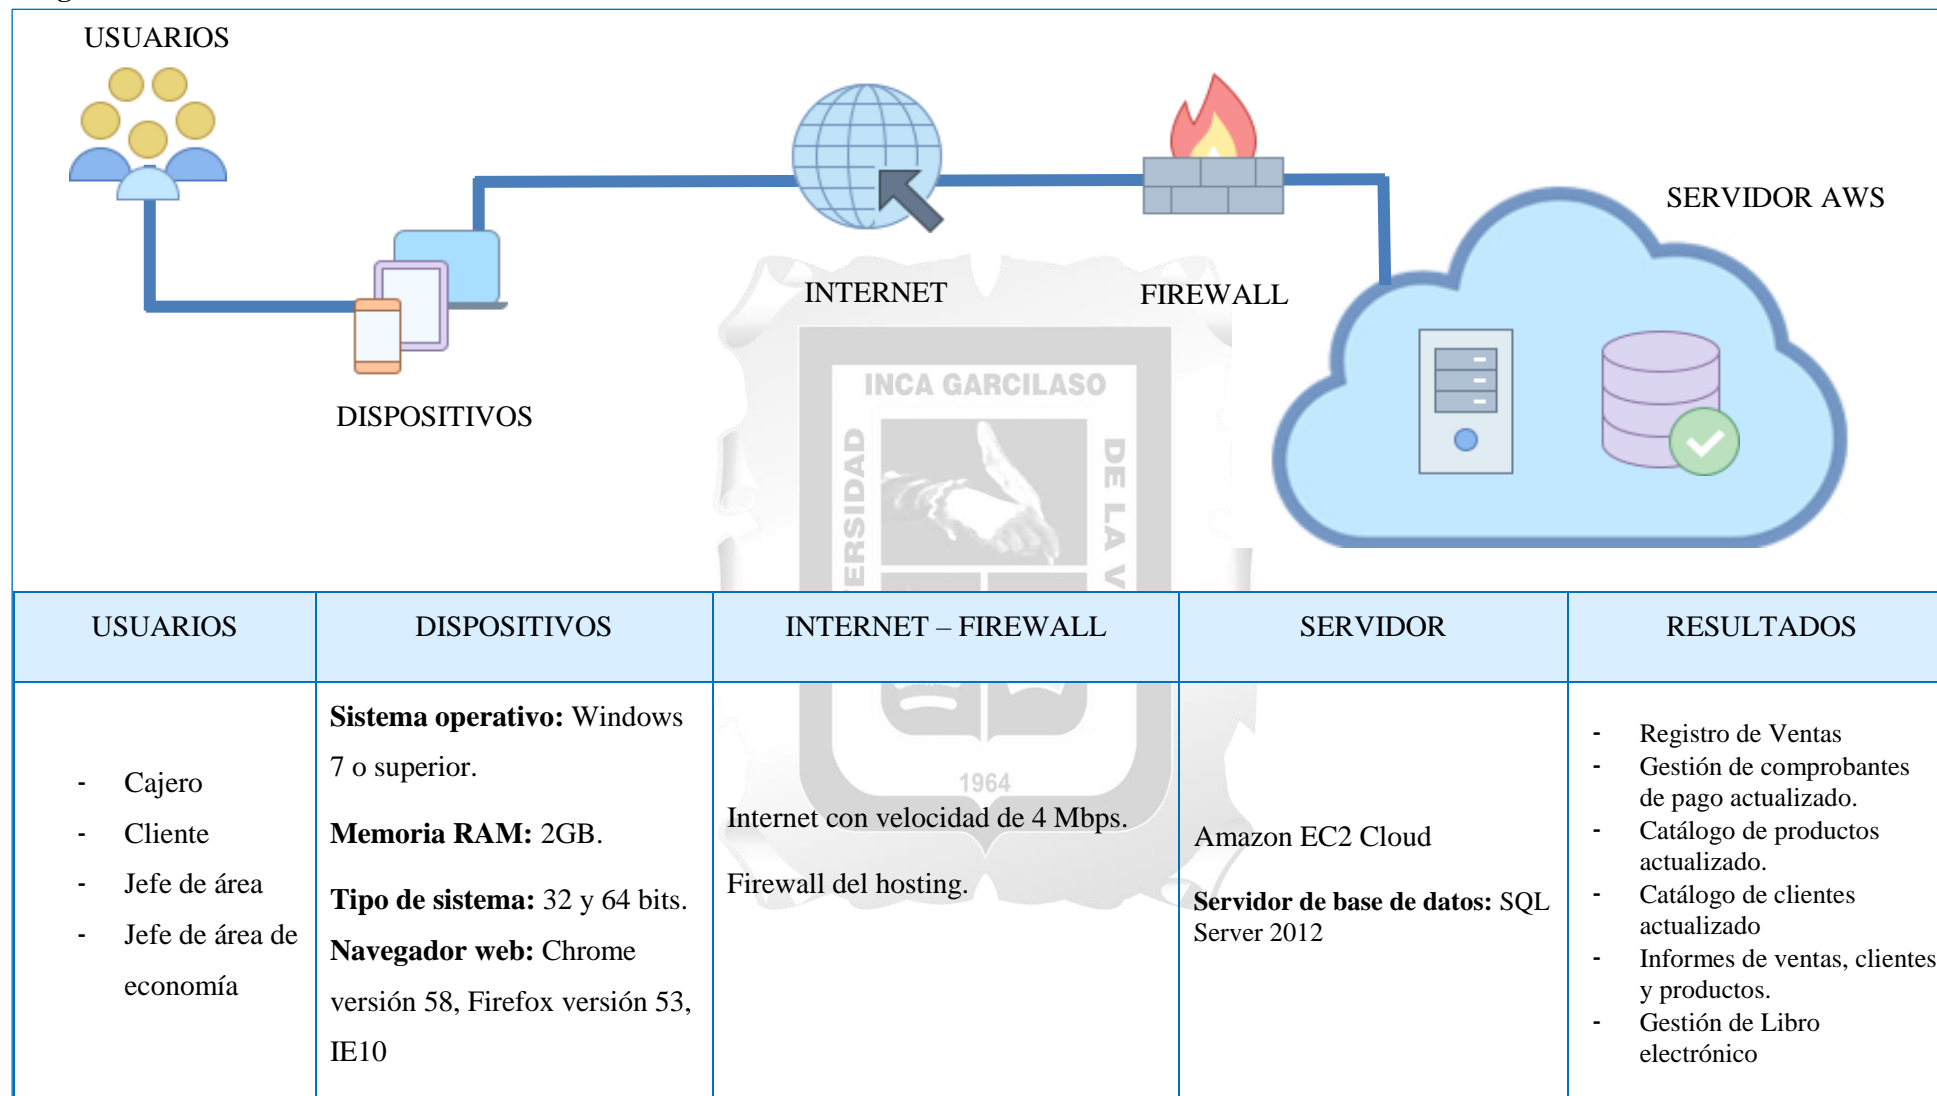 USUARIOS
SERVIDOR AWS
INTERNET
FIREWALL
DISPOSITIVOS
INCA GARCILASO
DE LA V
USUARIOS
DISPOSITIVOS
INTERNET – FIREWALL
SERVIDOR
RESULTADOS
- Cajero
- Cliente
- Jefe de área
- Jefe de área de
economía
Sistema operativo: Windows
7 o superior.
Memoria RAM: 2GB.
Tipo de sistema: 32 y 64 bits.
Navegador web: Chrome
versión 58, Firefox versión 53,
IE10
1964
Internet con velocidad de 4 Mbps.
Firewall del hosting.
Amazon EC2 Cloud
Servidor de base de datos: SQL
Server 2012
- Registro de Ventas
- Gestión de comprobantes
de pago actualizado.
- Catálogo de productos
actualizado.
- Catálogo de clientes
actualizado
- Informes de ventas, clientes
y productos.
- Gestión de Libro
electrónico